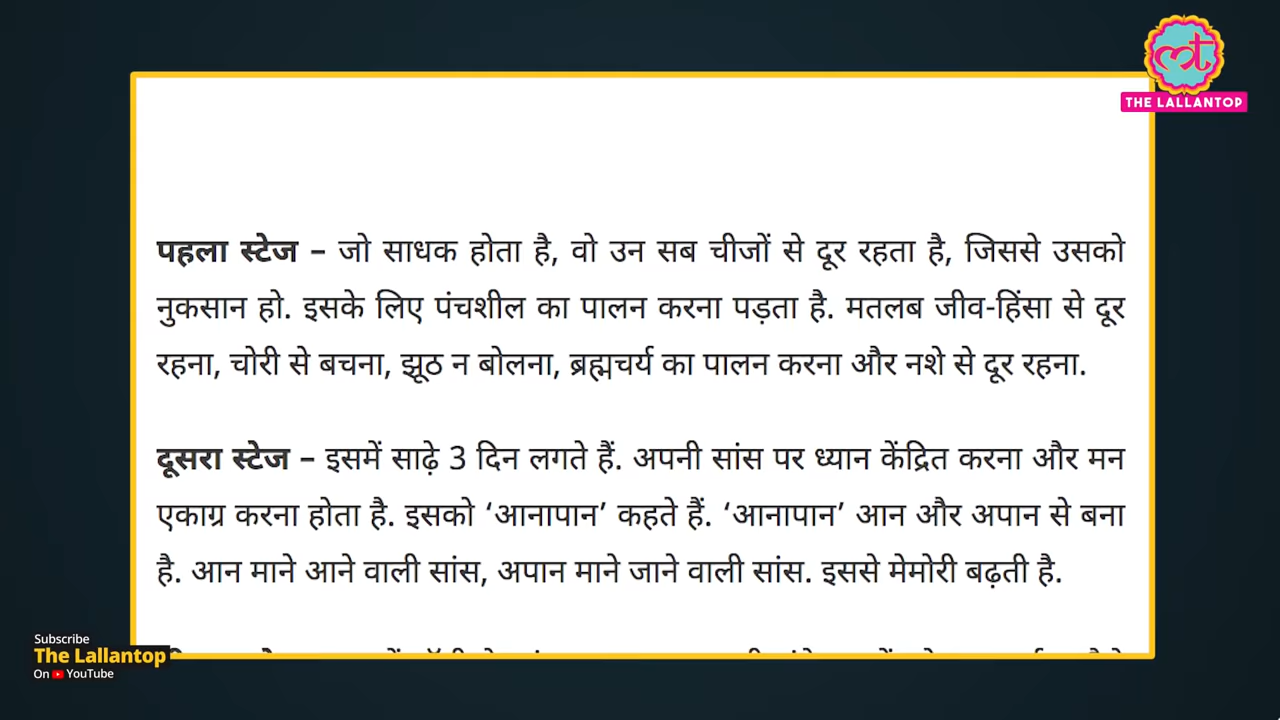 THE LALLANTOP
पहला स्टेज – जो साधक होता है, वो उन सब चीजों से दूर रहता है, जिससे उसको
नुकसान हो. इसके लिए पंचशील का पालन करना पड़ता है. मतलब जीव-हिंसा से दूर
रहना, चोरी से बचना, झूठ न बोलना, ब्रह्मचर्य का पालन करना और नशे से दूर रहना.
दूसरा स्टेज – इसमें साढ़े 3 दिन लगते हैं. अपनी सांस पर ध्यान केंद्रित करना और मन
एकाग्र करना होता है. इसको ‘आनापान’ कहते हैं. ‘आनापान’ आन और अपान से बना
है. आन माने आने वाली सांस, अपान माने जाने वाली सांस. इससे मेमोरी बढ़ती है.
Subscribe
The Lallantop
On YouTube